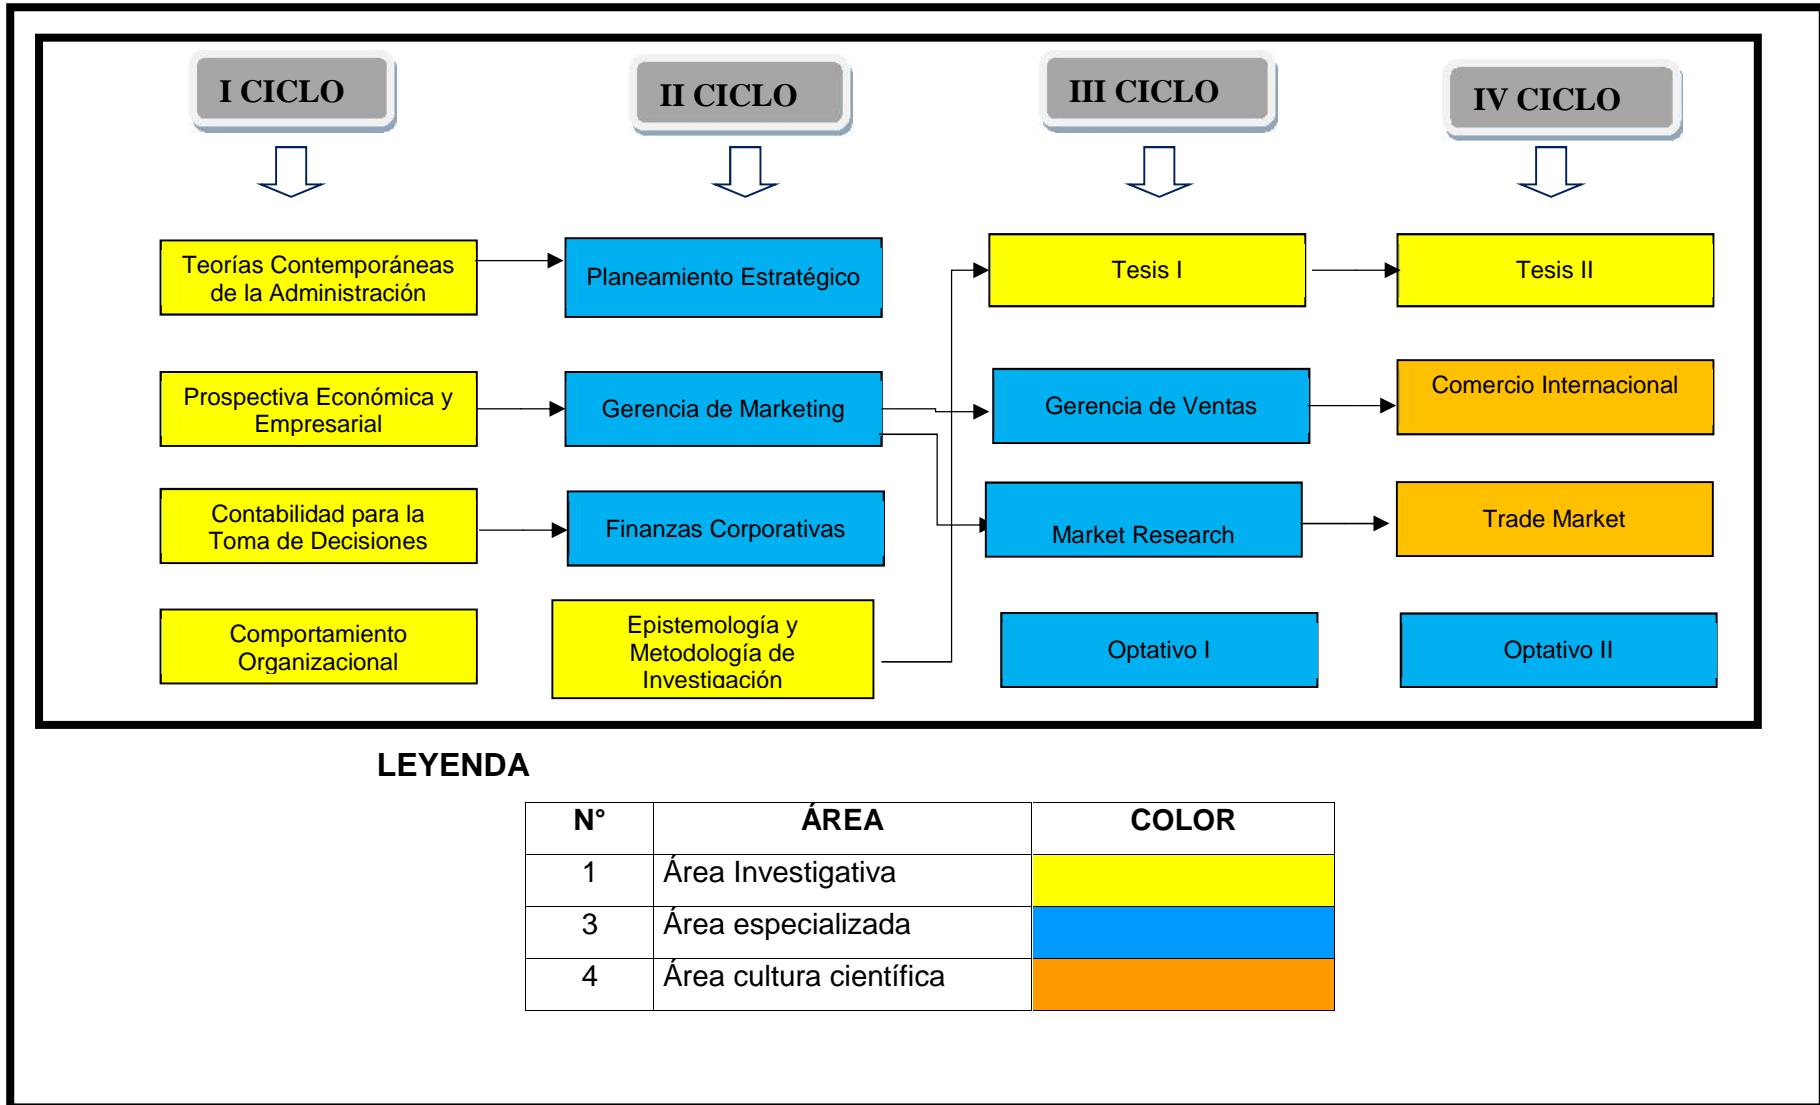 I CICLO
II CICLO
III CICLO
IV CICLO
Teorías Contemporáneas
de la Administración
Planeamiento Estratégico
Tesis I
Tesis II
Prospectiva Económica y
Empresarial
Gerencia de Marketing
Gerencia de Ventas
Comercio Internacional
Contabilidad para la
Toma de Decisiones
Finanzas Corporativas
Market Research
Trade Market
Comportamiento
Organizacional
Epistemología y
Metodología de
Investigación
Optativo I
Optativo II
LEYENDA
N° ÁREA COLOR
1 Área Investigativa
3 Área especializada
4 Área cultura científica